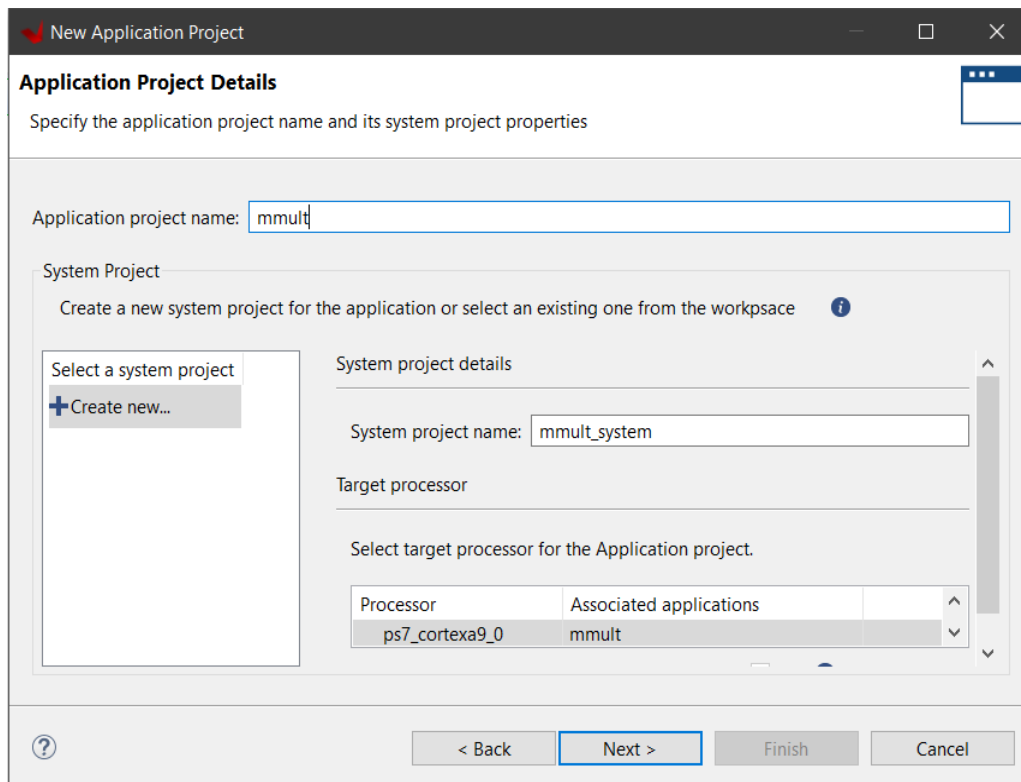 New Application Project
Application Project Details
Specify the application project name and its system project properties
Application project name: mmult
System Project
Create a new system project for the application or select an existing one from the workpsace
Select a system project
Create new...
System project details
System project name: mmult_system
Target processor
Select target processor for the Application project.
Processor Associated applications
ps7_cortexa9_0 mmult
< Back Next > Finish Cancel